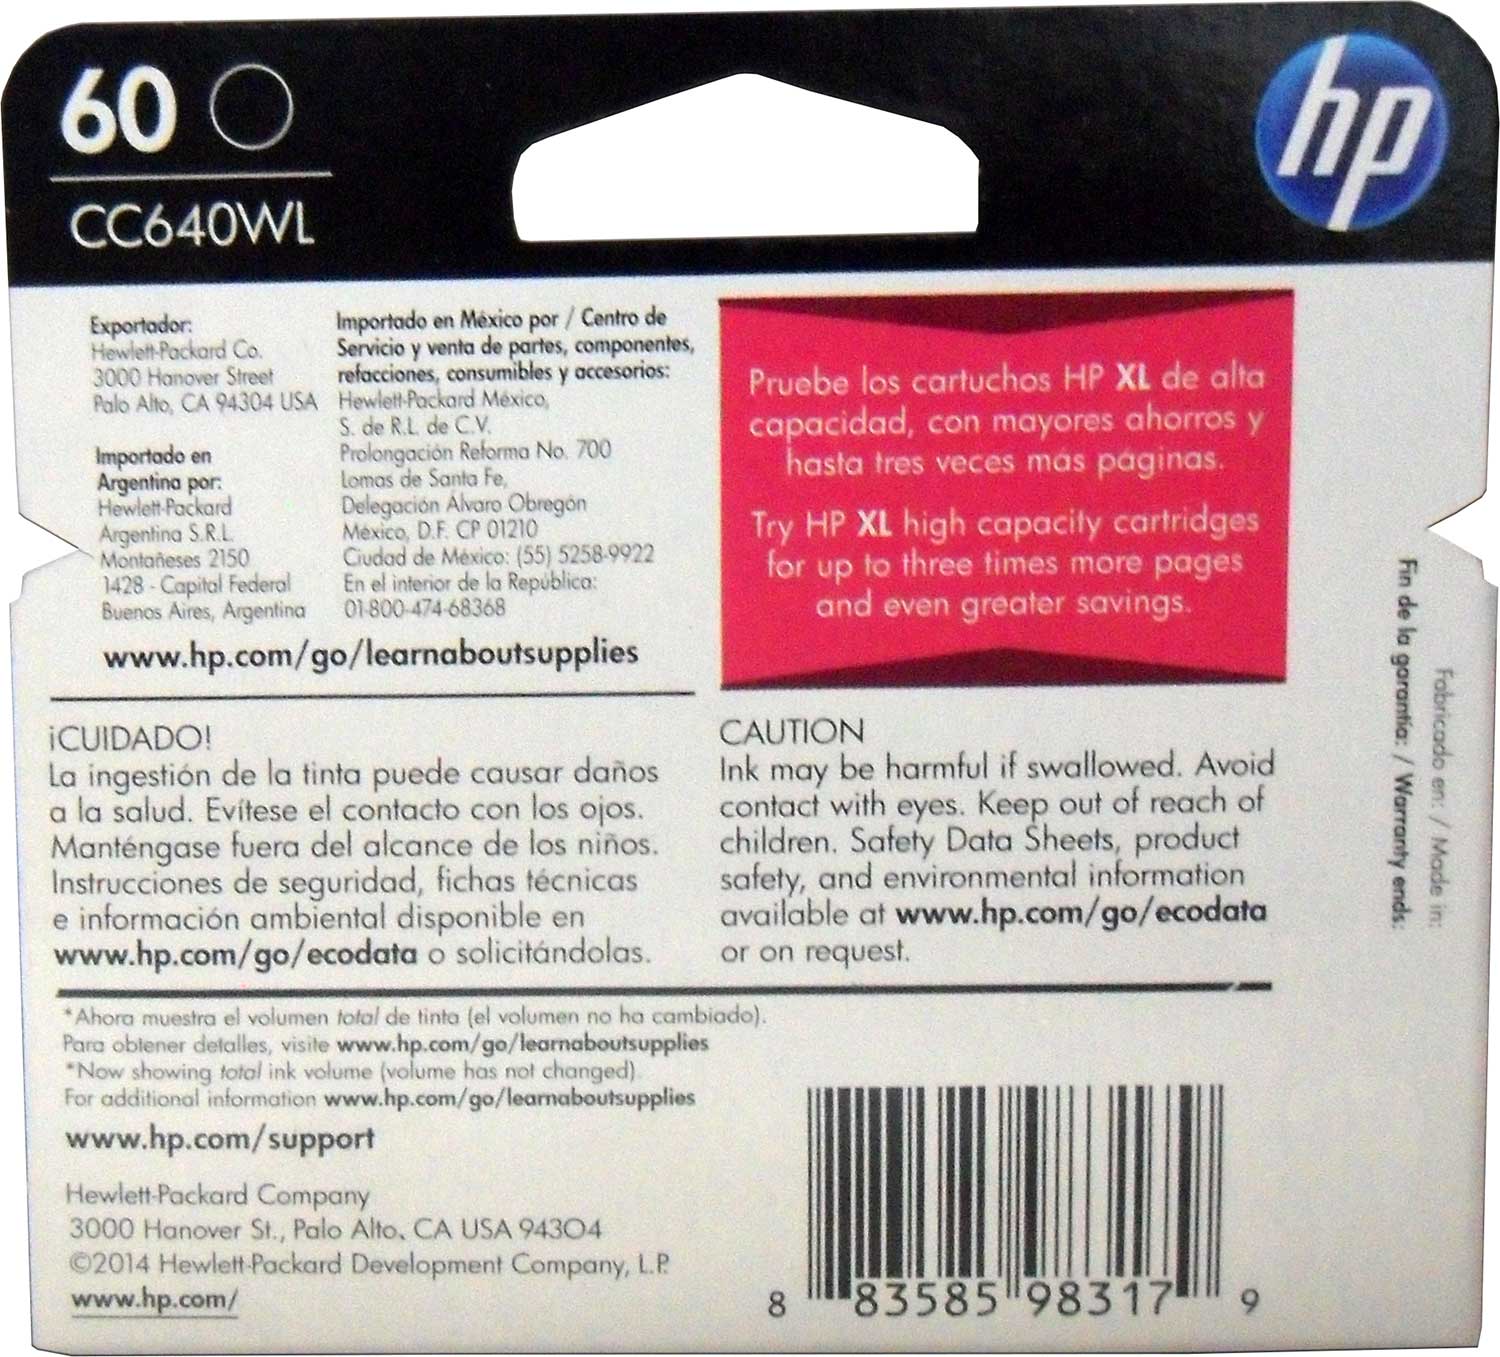 60
CC640WL
hp
Exportador:
Hewlett-Packard Co.
3000 Hanover Street
Palo Alto, CA 94304 USA
Importado en
Argentina por:
Hewlett-Packard
Argentina S.R.L.
Montañeses 2150
1428 - Capital Federal
Buenos Aires, Argentina
Importado en México por / Centro de
Servicio y venta de partes, componentes,
refacciones, consumibles y accesorios:
Hewlett-Packard México,
S. de R.L. de C.V.
Prolongación Reforma No. 700
Lomas de Santa Fe,
Delegación Álvaro Obregón
México, D.F. CP 01210
Ciudad de México: (55) 5258-9922
En el interior de la República:
01-800-474-68368
www.hp.com/go/learnaboutsupplies
Pruebe los cartuchos HP XL de alta
capacidad, con mayores ahorros y
hasta tres veces más páginas.
Try HP XL high capacity cartridges
for up to three times more pages
and even greater savings.
Fin de la garantía: / Warranty ends:
Fabricado en: / Made in:
¡CUIDADO!
La ingestión de la tinta puede causar daños
a la salud. Evítese el contacto con los ojos.
Manténgase fuera del alcance de los niños.
Instrucciones de seguridad, fichas técnicas
e información ambiental disponible en
www.hp.com/go/ecodata o solicitándolas.
CAUTION
Ink may be harmful if swallowed. Avoid
contact with eyes. Keep out of reach of
children. Safety Data Sheets, product
safety, and environmental information
available at www.hp.com/go/ecodata
or on request.
*Ahora muestra el volumen total de tinta (el volumen no ha cambiado).
Para obtener detalles, visite www.hp.com/go/learnaboutsupplies
*Now showing total ink volume (volume has not changed).
For additional information www.hp.com/go/learnaboutsupplies
www.hp.com/support
Hewlett-Packard Company
3000 Hanover St., Palo Alto, CA USA 94304
©2014 Hewlett-Packard Development Company, L.P.
www.hp.com/
8 83585 98317 9